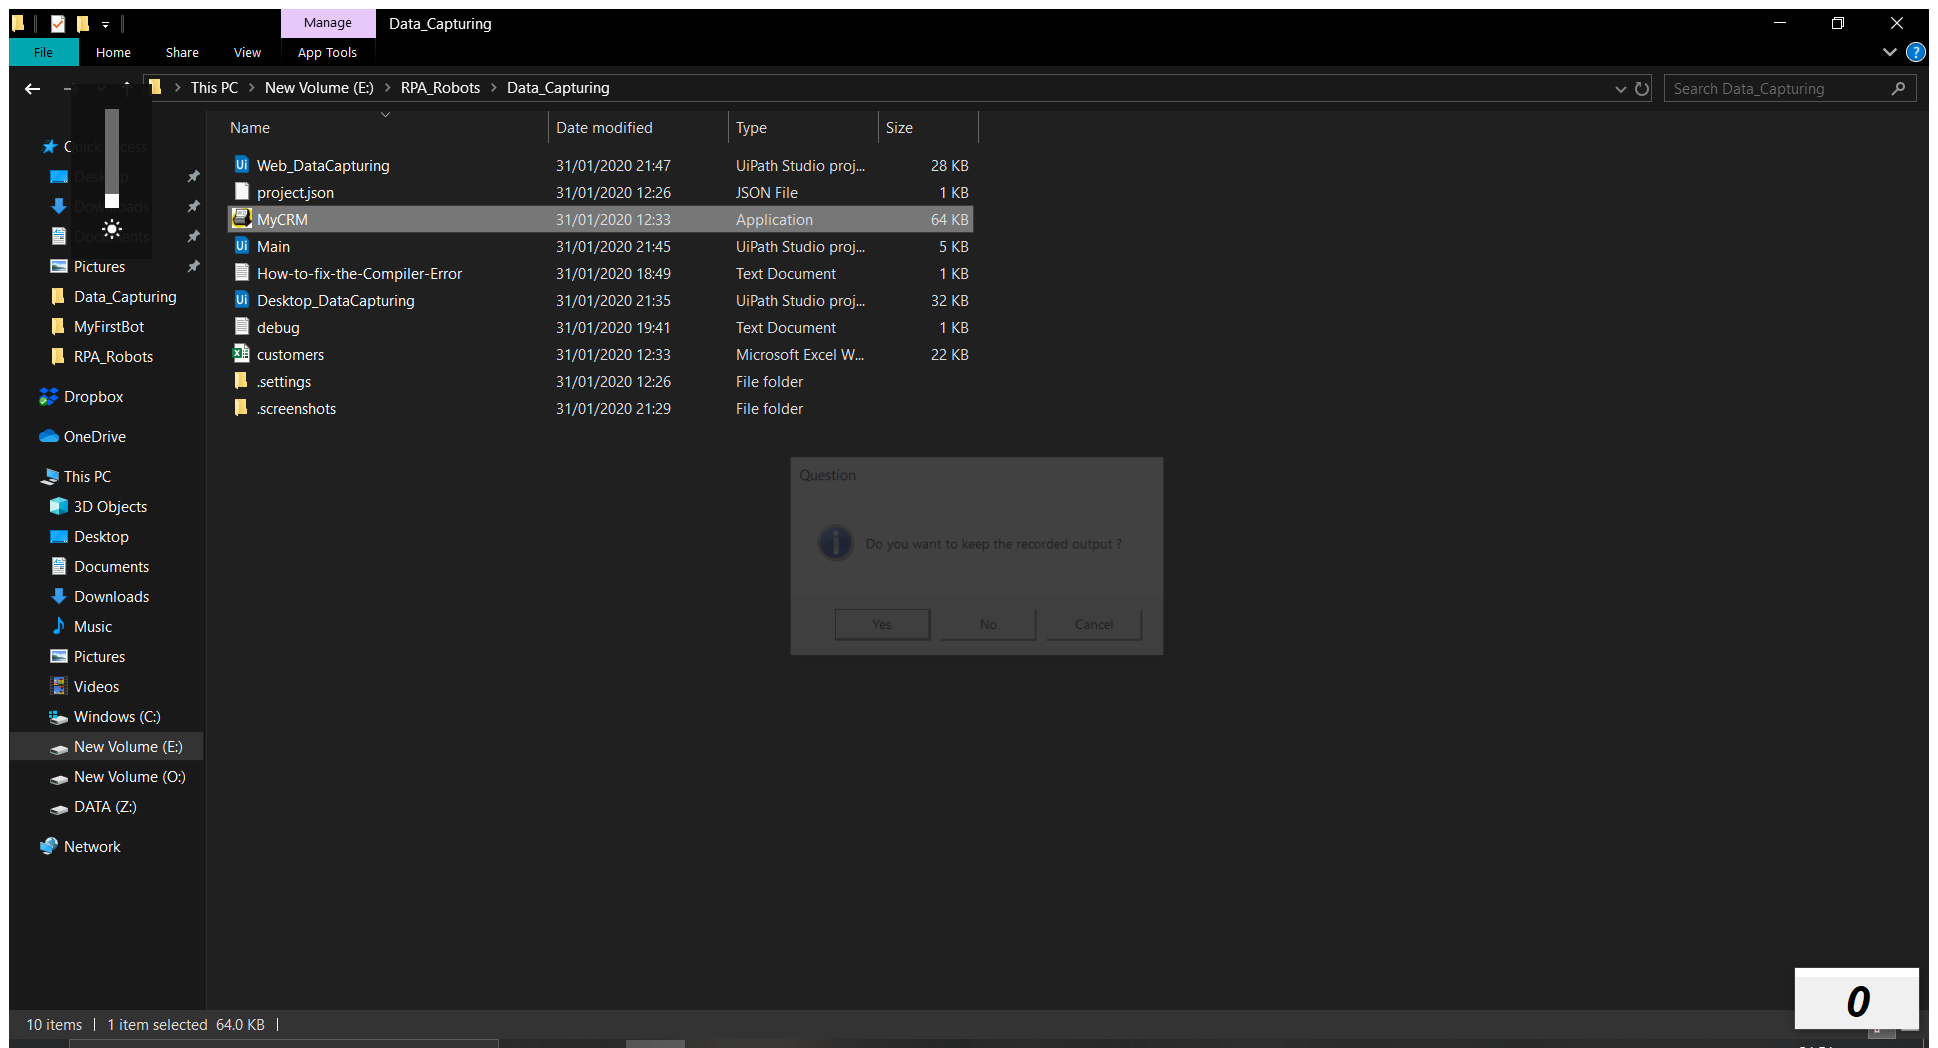 Manage
Data_Capturing
File
Home
Share
View
App Tools
This PC
New Volume (E:)
RPA_Robots
Data_Capturing
Search Data_Capturing
Name
Date modified
Type
Size
Web_DataCapturing 31/01/2020 21:47 UiPath Studio proj... 28 KB
project.json 31/01/2020 12:26 JSON File 1 KB
MyCRM 31/01/2020 12:33 Application 64 KB
Main 31/01/2020 21:45 UiPath Studio proj... 5 KB
How-to-fix-the-Compiler-Error 31/01/2020 18:49 Text Document 1 KB
Desktop_DataCapturing 31/01/2020 21:35 UiPath Studio proj... 32 KB
debug 31/01/2020 19:41 Text Document 1 KB
customers 31/01/2020 12:33 Microsoft Excel W... 22 KB
.settings 31/01/2020 12:26 File folder
.screenshots 31/01/2020 21:29 File folder
Quick access
Desktop
Downloads
Documents
Pictures
Data_Capturing
MyFirstBot
RPA_Robots
Dropbox
OneDrive
This PC
3D Objects
Desktop
Documents
Downloads
Music
Pictures
Videos
Windows (C:)
New Volume (E:)
New Volume (O:)
DATA (Z:)
Network
Question
Do you want to keep the recorded output ?
Yes
No
Cancel
10 items
1 item selected 64.0 KB
0